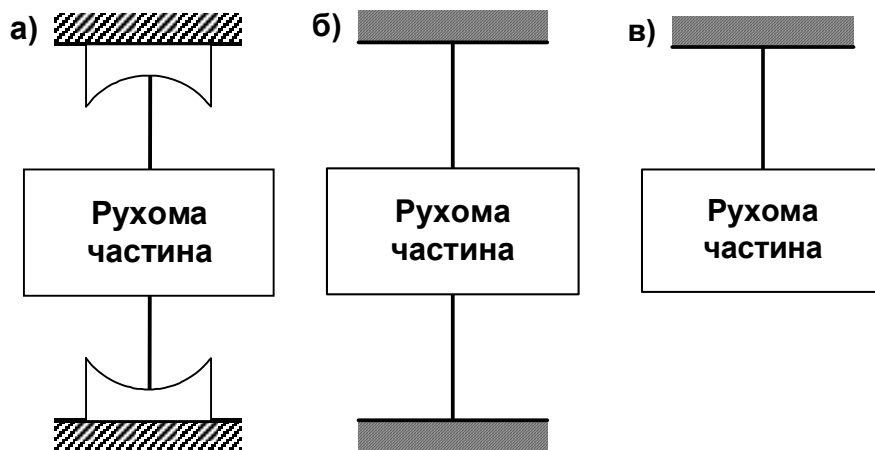 а)
б)
в)
Рухома
частина
Рухома
частина
Рухома
частина